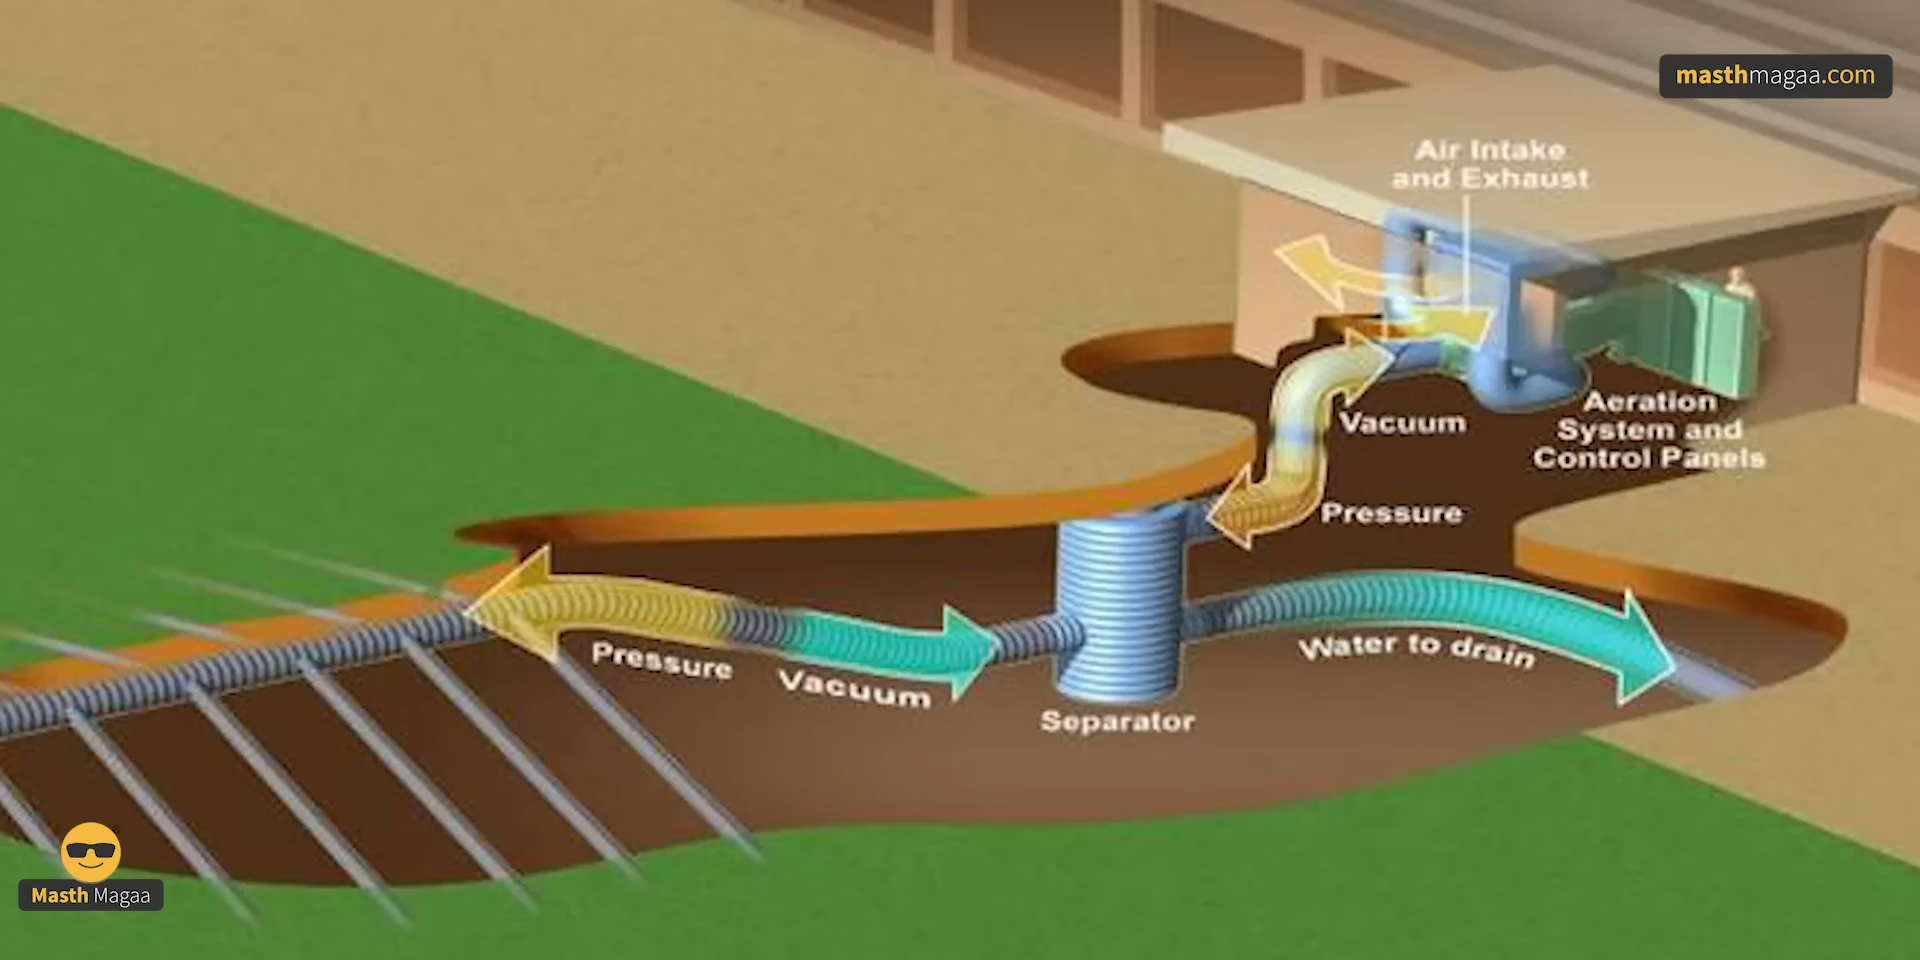 masthmagaa.com
Air Intake
and Exhaust
Vacuum
Aeration
System and
Control Panels
Pressure
Pressure
Vacuum
Water to drain
Separator
Masth Magaa